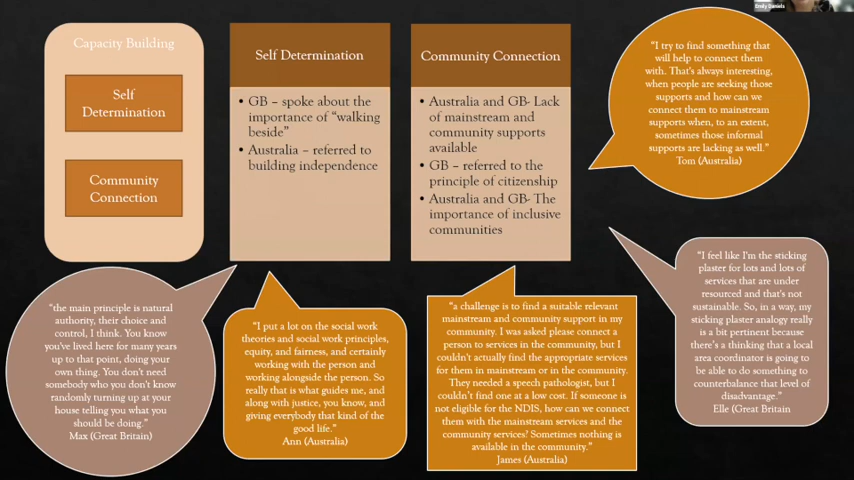 Emily Daniels
Capacity Building
Self
Determination
Community
Connection
Self Determination
• GB – spoke about the
importance of “walking
beside”
• Australia – referred to
building independence
Community Connection
• Australia and GB- Lack
of mainstream and
community supports
available
• GB – referred to the
principle of citizenship
• Australia and GB- The
importance of inclusive
communities
“I try to find something that
will help to connect them
with. That's always interesting,
when people are seeking those
supports and how can we
connect them to mainstream
supports when, to an extent,
sometimes those informal
supports are lacking as well.”
Tom (Australia)
“the main principle is natural
authority, their choice and
control, I think. You know
you've lived here for many years
up to that point, doing your
own thing. You don't need
somebody who you don't know
randomly turning up at your
house telling you what you
should be doing.”
Max (Great Britain)
“I put a lot on the social work
theories and social work principles,
equity, and fairness, and certainly
working with the person and
working alongside the person. So
really that is what guides me, and
along with justice, you know, and
giving everybody that kind of the
good life.”
Ann (Australia)
“a challenge is to find a suitable relevant
mainstream and community support in my
community. I was asked please connect a
person to services in the community, but I
couldn't actually find the appropriate services
for them in mainstream or in the community.
They needed a speech pathologist, but I
couldn't find one at a low cost. If someone is
not eligible for the NDIS, how can we connect
them with the mainstream services and the
community services? Sometimes nothing is
available in the community.”
James (Australia)
“I feel like I'm the sticking
plaster for lots and lots of
services that are under
resourced and that's not
sustainable. So, in a way, my
sticking plaster analogy really
is a bit pertinent because
there's a thinking that a local
area coordinator is going to
be able to do something to
counterbalance that level of
disadvantage.”
Elle (Great Britain